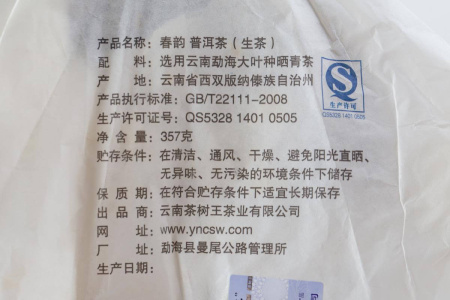 产品名称：春韵 普洱茶（生茶）
配 料：选用云南勐海大叶种晒青茶
产 地：云南省西双版纳傣族自治州
产品执行标准：GB/T22111-2008
生产许可证号：QS5328 1401 0505
净 含 量：357克
贮存条件：在清洁、通风、干燥、避免阳光直晒、
无异味、无污染的环境条件下储存
保 质 期：在符合贮存条件下适宜长期保存
出 品 商：云南茶树王茶业有限公司
网 址：www.yncsw.com
厂 址：勐海县曼尾公路管理所
生产日期：
生产许可
QS5328 1401 0505